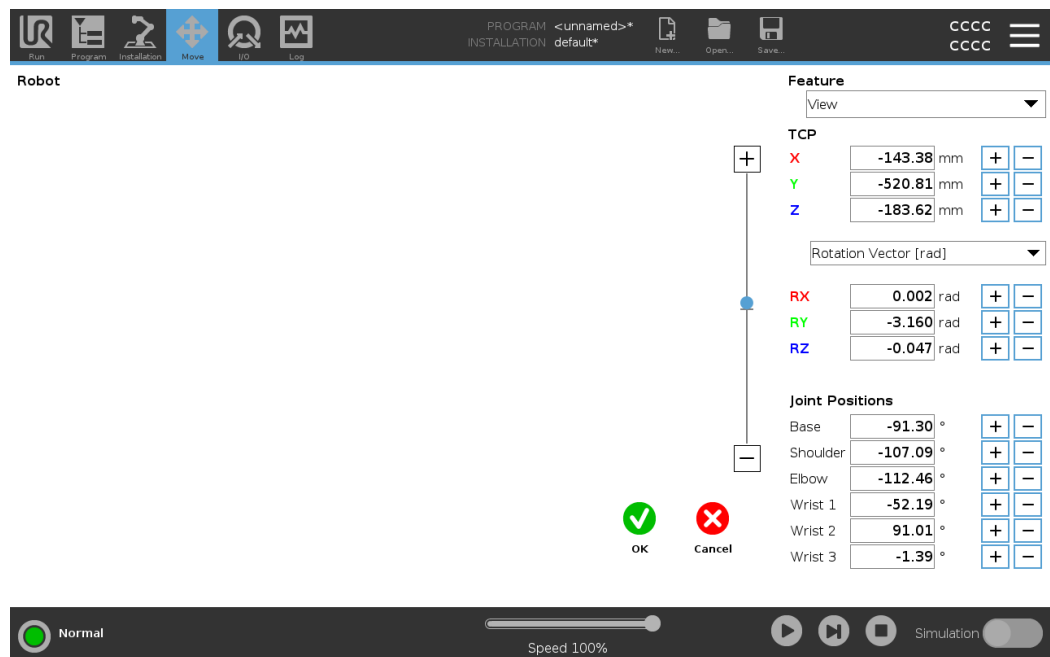 PROGRAM <unnamed>*
INSTALLATION default*
UR
Run
Program
Installation
Move
I/O
Log
New...
Open...
Save...
CCCC
CCCC
Robot
Feature
View
TCP
X -143.38 mm + −
Y -520.81 mm + −
Z -183.62 mm + −
Rotation Vector [rad]
RX 0.002 rad + −
RY -3.160 rad + −
RZ -0.047 rad + −
Joint Positions
Base -91.30 ° + −
Shoulder -107.09 ° + −
Elbow -112.46 ° + −
Wrist 1 -52.19 ° + −
Wrist 2 91.01 ° + −
Wrist 3 -1.39 ° + −
+
−
OK
Cancel
Normal
Speed 100%
Simulation